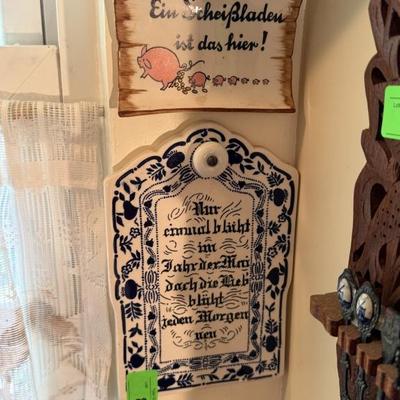 Ein Scheißladen
ist das hier!
Nur
einmal blüht
im
Jahr der Mai
doch die Lieb
blüht
jeden Morgen
neu